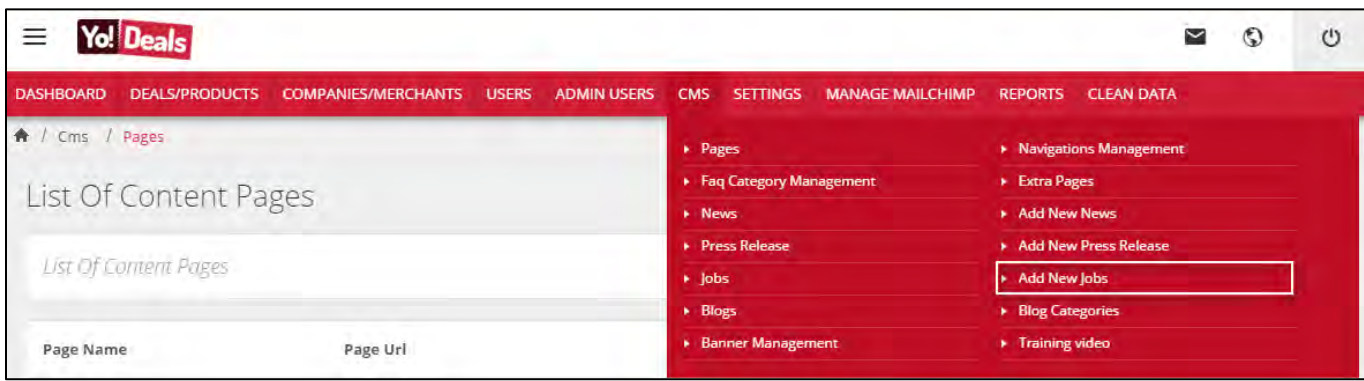 Yo! Deals
DASHBOARD DEALS/PRODUCTS COMPANIES/MERCHANTS USERS ADMIN USERS CMS SETTINGS MANAGE MAILCHIMP REPORTS CLEAN DATA
/ Cms / Pages
List Of Content Pages
List Of Content Pages
Page Name Page Url
Pages
Faq Category Management
News
Press Release
Jobs
Blogs
Banner Management
Navigations Management
Extra Pages
Add New News
Add New Press Release
Add New Jobs
Blog Categories
Training video